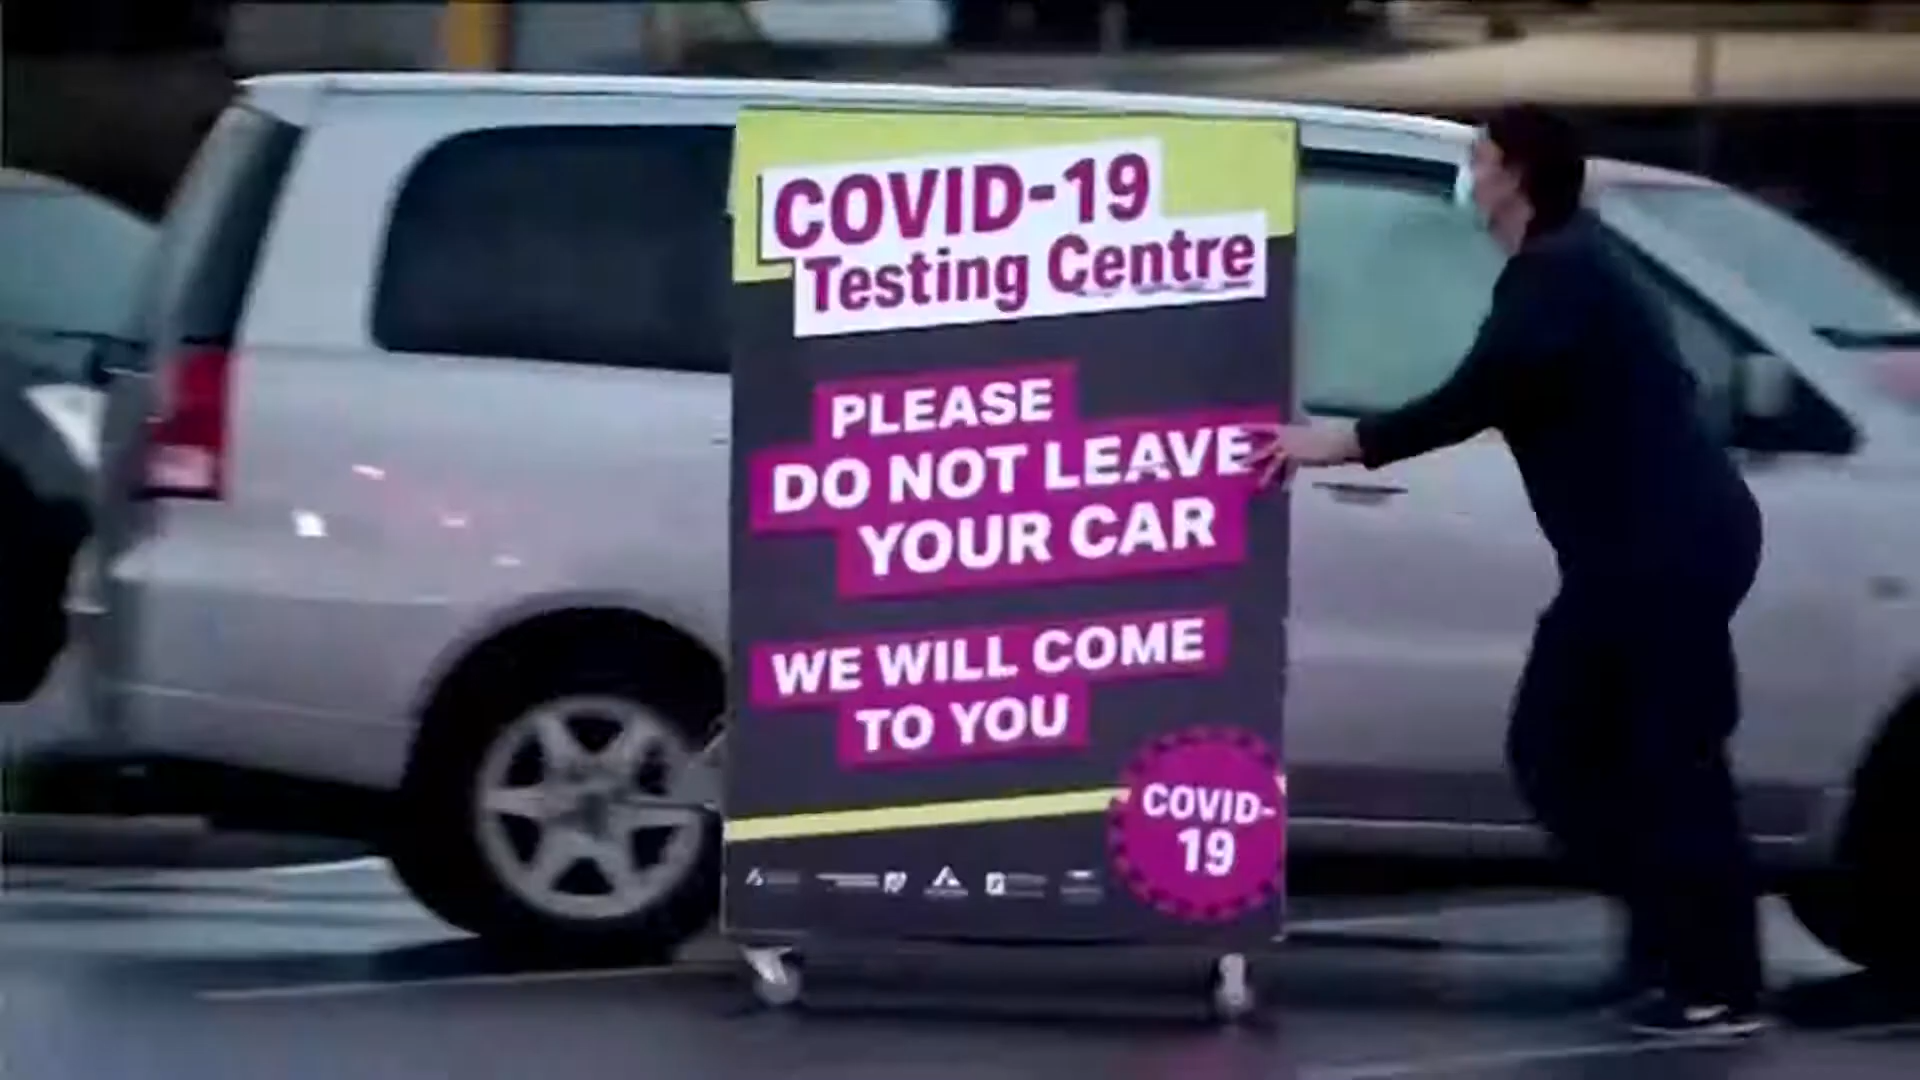 COVID-19
Testing Centre
PLEASE
DO NOT LEAVE
YOUR CAR
WE WILL COME
TO YOU
COVID-
19